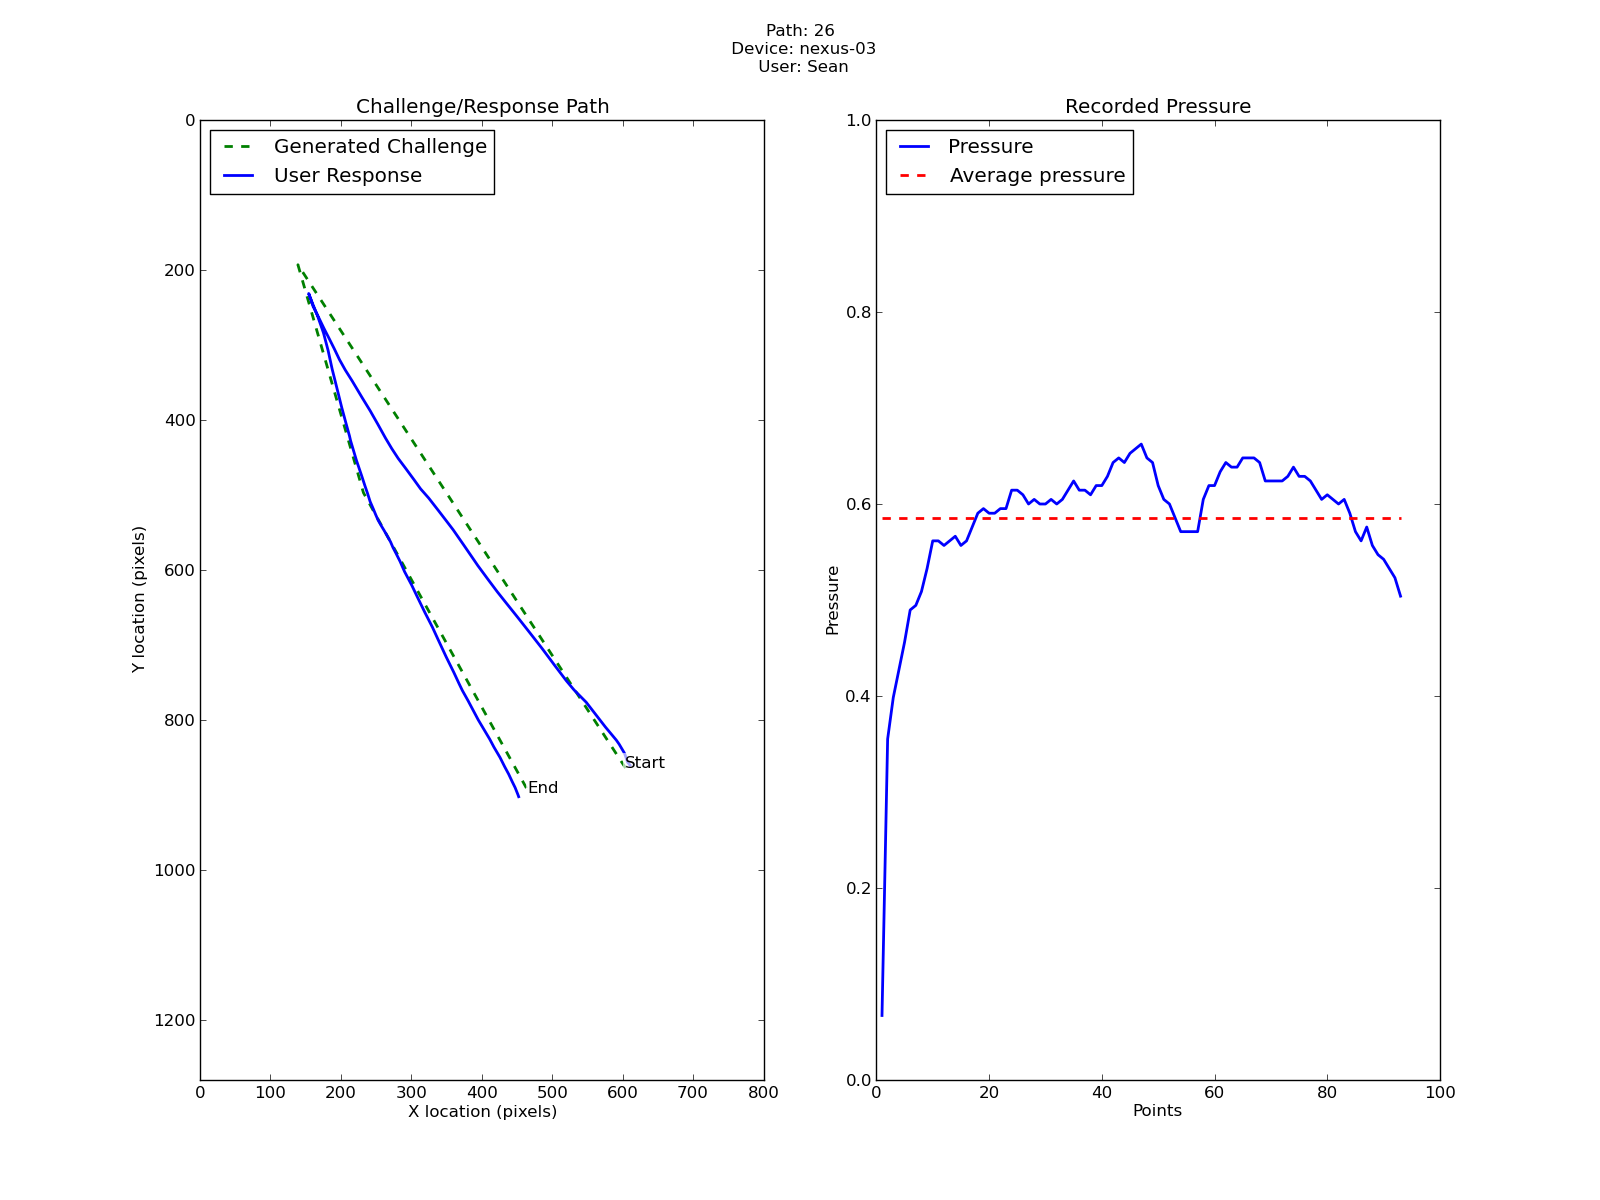 Path: 26
Device: nexus-03
User: Sean
Challenge/Response Path
Generated Challenge
User Response
0
200
400
600
800
1000
1200
Y location (pixels)
Start
End
0 100 200 300 400 500 600 700 800
X location (pixels)
Recorded Pressure
Pressure
Average pressure
1.0
0.8
0.6
0.4
0.2
0.0
Pressure
0 20 40 60 80 100
Points